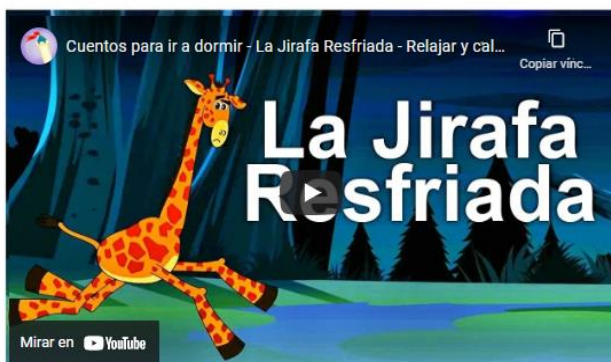 Cuentos para ir a dormir - La Jirafa Resfriada - Relajar y cal...
Copiar vínc...
La Jirafa
Resfriada
Mirar en YouTube